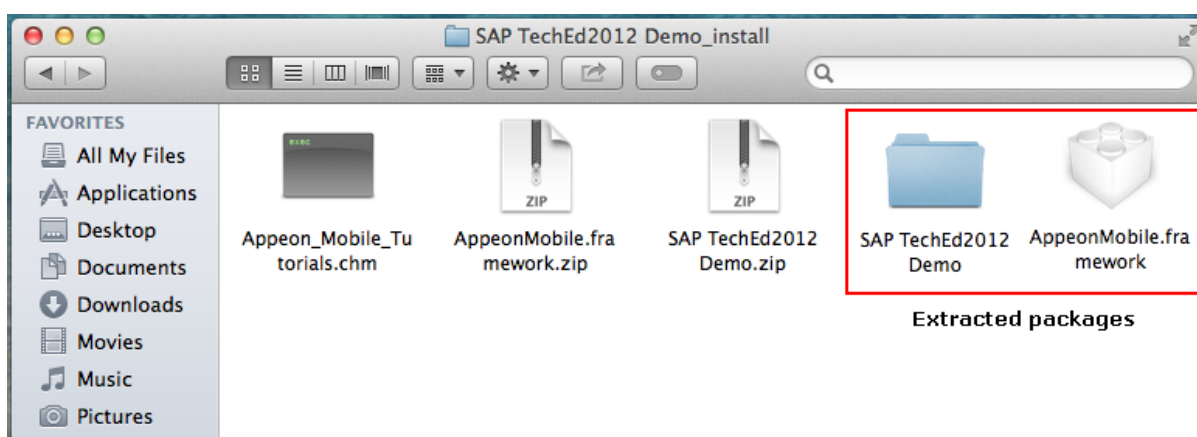 SAP TechEd2012 Demo_install
FAVORITES
All My Files
Applications
Desktop
Documents
Downloads
Movies
Music
Pictures
exec
Appeon_Mobile_Tu
torials.chm
ZIP
AppeonMobile.fra
mework.zip
ZIP
SAP TechEd2012
Demo.zip
SAP TechEd2012
Demo
AppeonMobile.fra
mework
Extracted packages